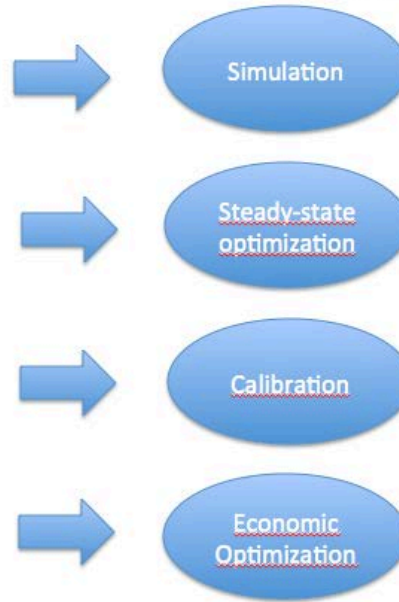 Simulation
Steady-state
optimization
Calibration
Economic
Optimization